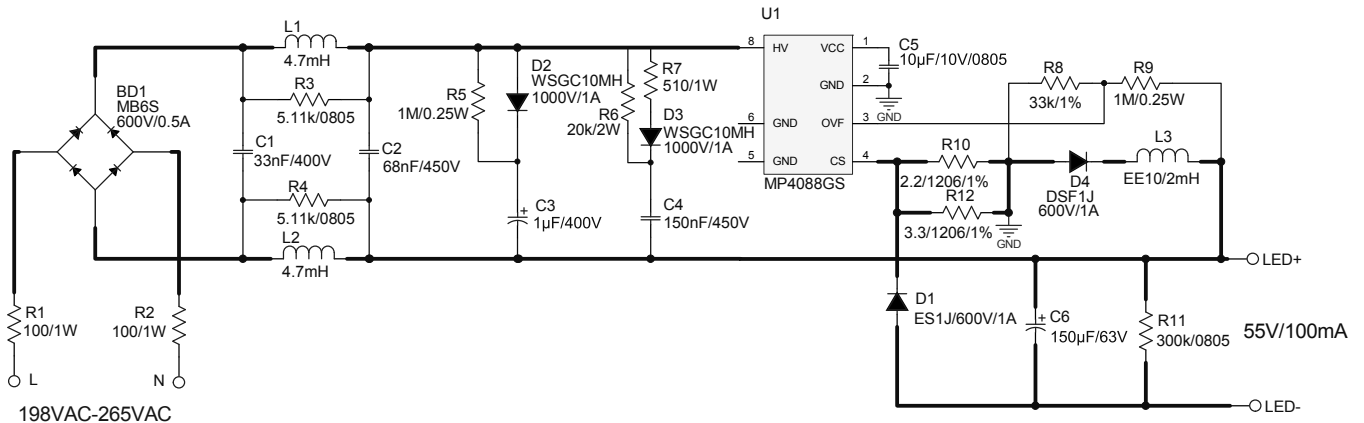 U1
L1
4.7mH
8
HV
VCC
1
C5
10µF/10V/0805
GND
2
GND
D2
WSGC10MH
1000V/1A
R7
510/1W
R8
33k/1%
R9
1M/0.25W
R3
5.11k/0805
BD1
MB6S
600V/0.5A
R5
1M/0.25W
R6
20k/2W
D3
WSGC10MH
1000V/1A
6
GND
OVF
3
C1
33nF/400V
C2
68nF/450V
5
GND
CS
4
MP4088GS
R10
2.2/1206/1%
D4
DSF1J
600V/1A
L3
EE10/2mH
R4
5.11k/0805
R12
3.3/1206/1%
GND
C3
+
1µF/400V
C4
150nF/450V
L2
4.7mH
LED+
R1
100/1W
R2
100/1W
D1
ES1J/600V/1A
+
C6
150µF/63V
R11
300k/0805
55V/100mA
L
N
198VAC-265VAC
LED-